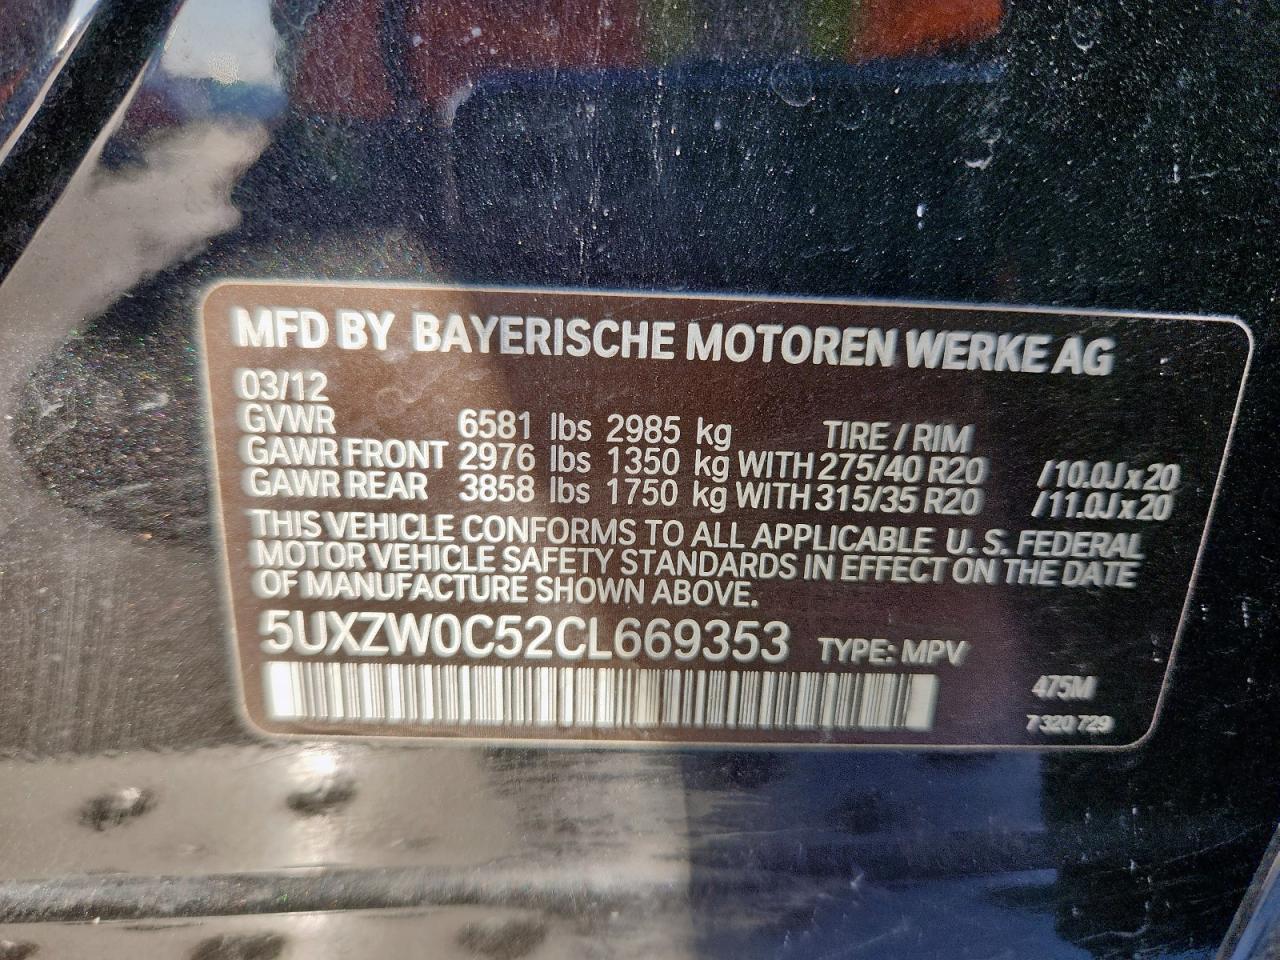 MFD BY BAYERISCHE MOTOREN WERKE AG
03/12
GVWR 6581 lbs 2985 kg TIRE / RIM
GAWR FRONT 2976 lbs 1350 kg WITH 275/40 R20 /10.0J x 20
GAWR REAR 3858 lbs 1750 kg WITH 315/35 R20 /11.0J x 20
THIS VEHICLE CONFORMS TO ALL APPLICABLE U. S. FEDERAL
MOTOR VEHICLE SAFETY STANDARDS IN EFFECT ON THE DATE
OF MANUFACTURE SHOWN ABOVE.
5UXZW0C52CL669353 TYPE: MPV
475M
7 320 729